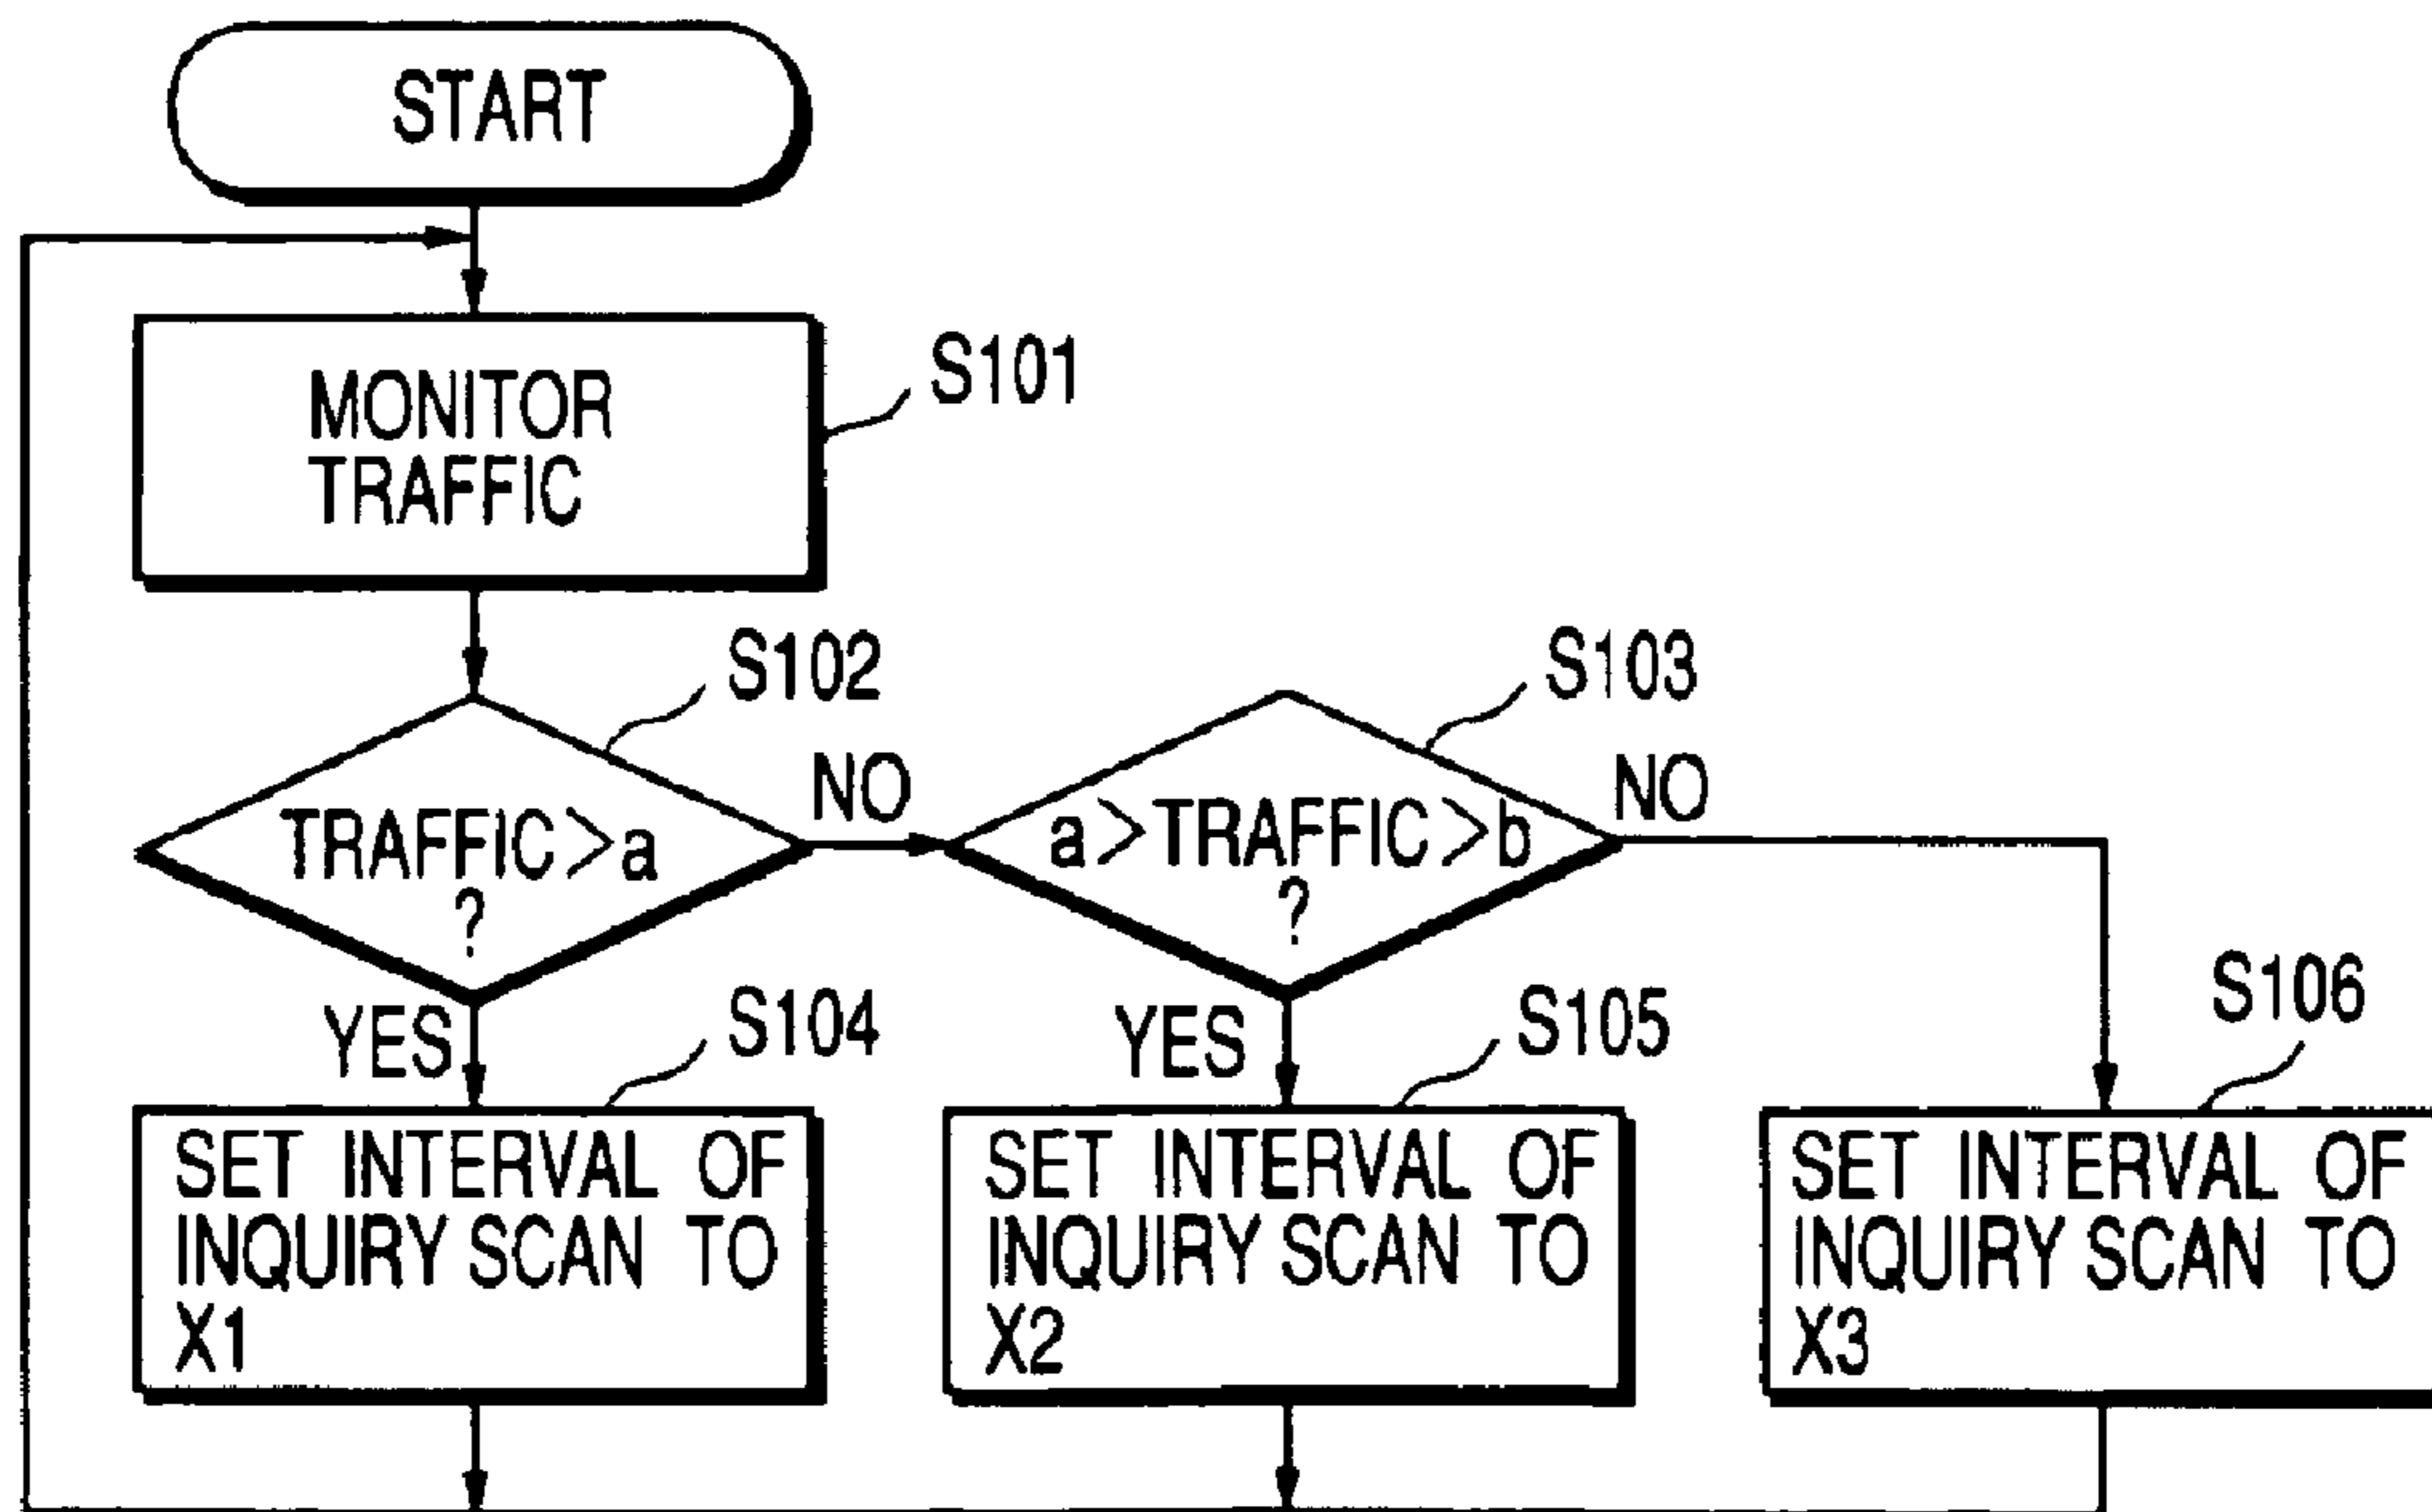 START
MONITOR
TRAFFIC
S101
S102
S103
TRAFFIC>a
?
NO
a>TRAFFIC>b
?
NO
YES
S104
YES
S105
S106
SET INTERVAL OF
INQUIRY SCAN TO
X1
SET INTERVAL OF
INQUIRY SCAN TO
X2
SET INTERVAL OF
INQUIRY SCAN TO
X3